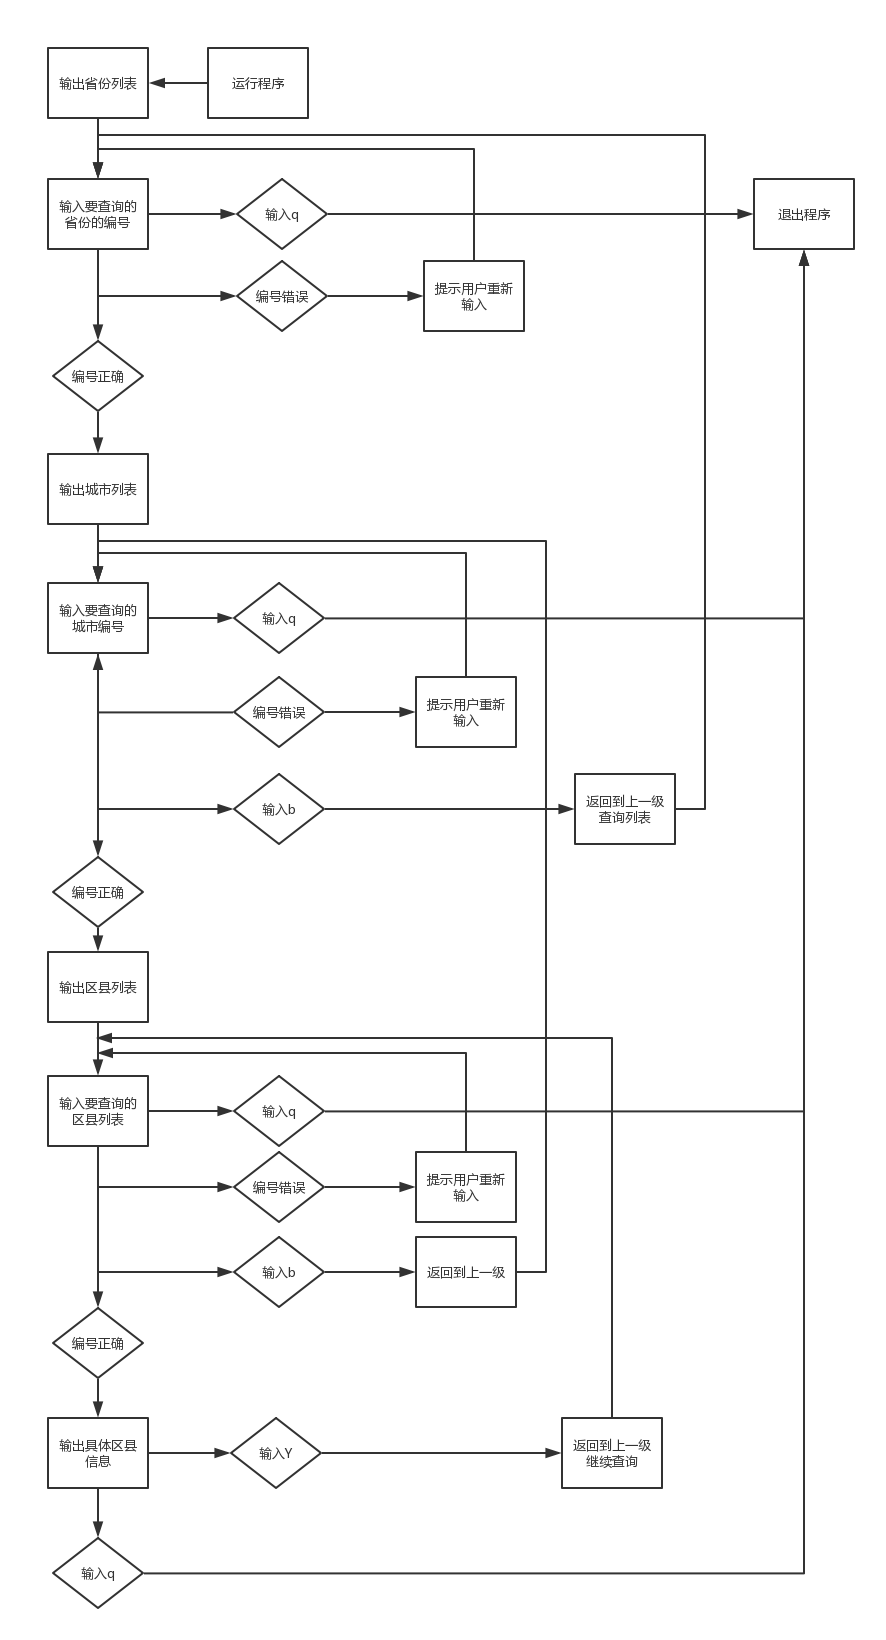 输出省份列表
运行程序
输入要查询的
省份的编号
输入q
退出程序
编号错误
提示用户重新
输入
编号正确
输出城市列表
输入要查询的
城市编号
输入q
编号错误
提示用户重新
输入
输入b
返回到上一级
查询列表
编号正确
输出区县列表
输入要查询的
区县列表
输入q
编号错误
提示用户重新
输入
输入b
返回到上一级
编号正确
输出具体区县
信息
输入Y
返回到上一级
继续查询
输入q